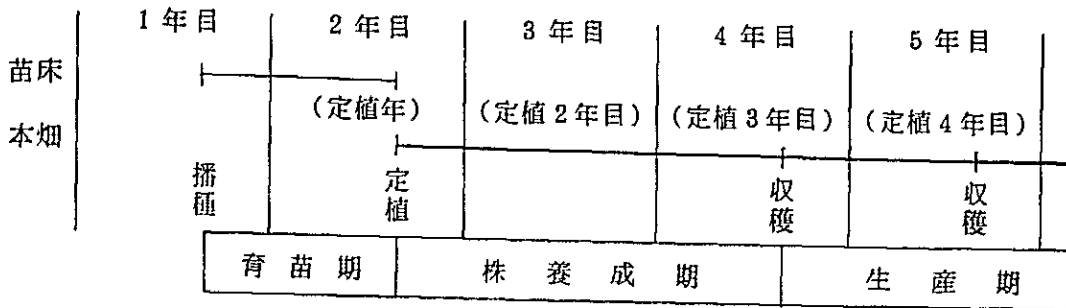 1年目 2年目 3年目 4年目 5年目
苗床
(定植年) (定植2年目) (定植3年目) (定植4年目)
本畑
播種 定植 収穫 収穫
育苗期 株養成期 生産期